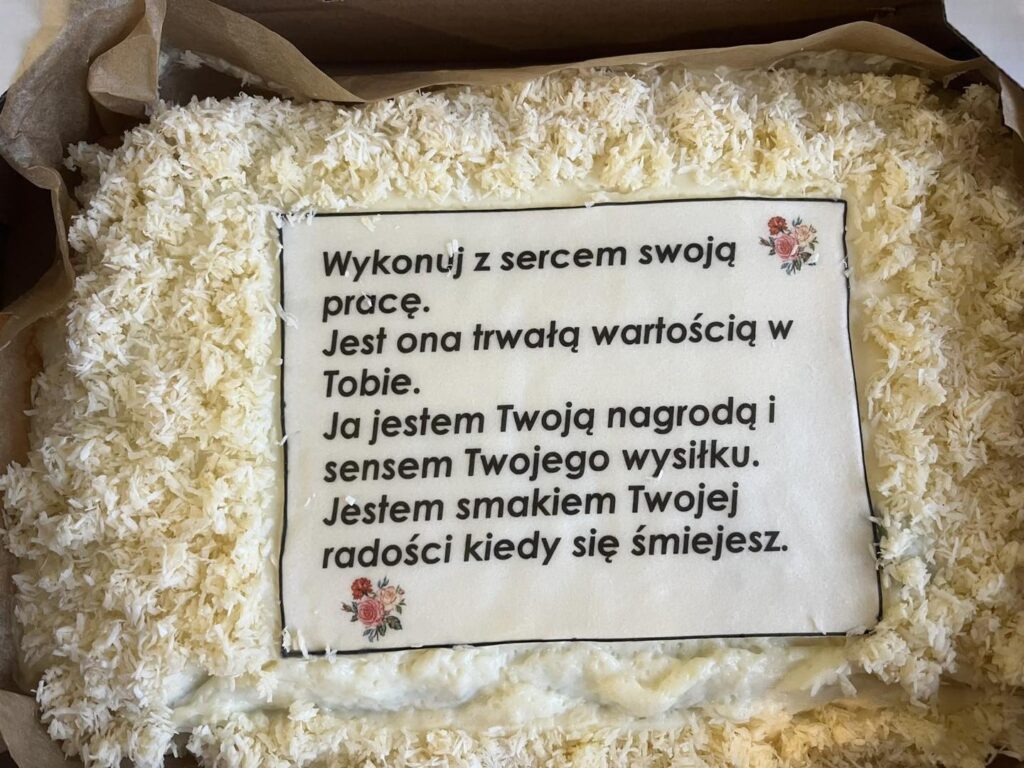 Wykonuj z sercem swoją
pracę.
Jest ona trwałą wartością w
Tobie.
Ja jestem Twoją nagrodą i
sensem Twojego wysiłku.
Jestem smakiem Twojej
radości kiedy się śmiejesz.